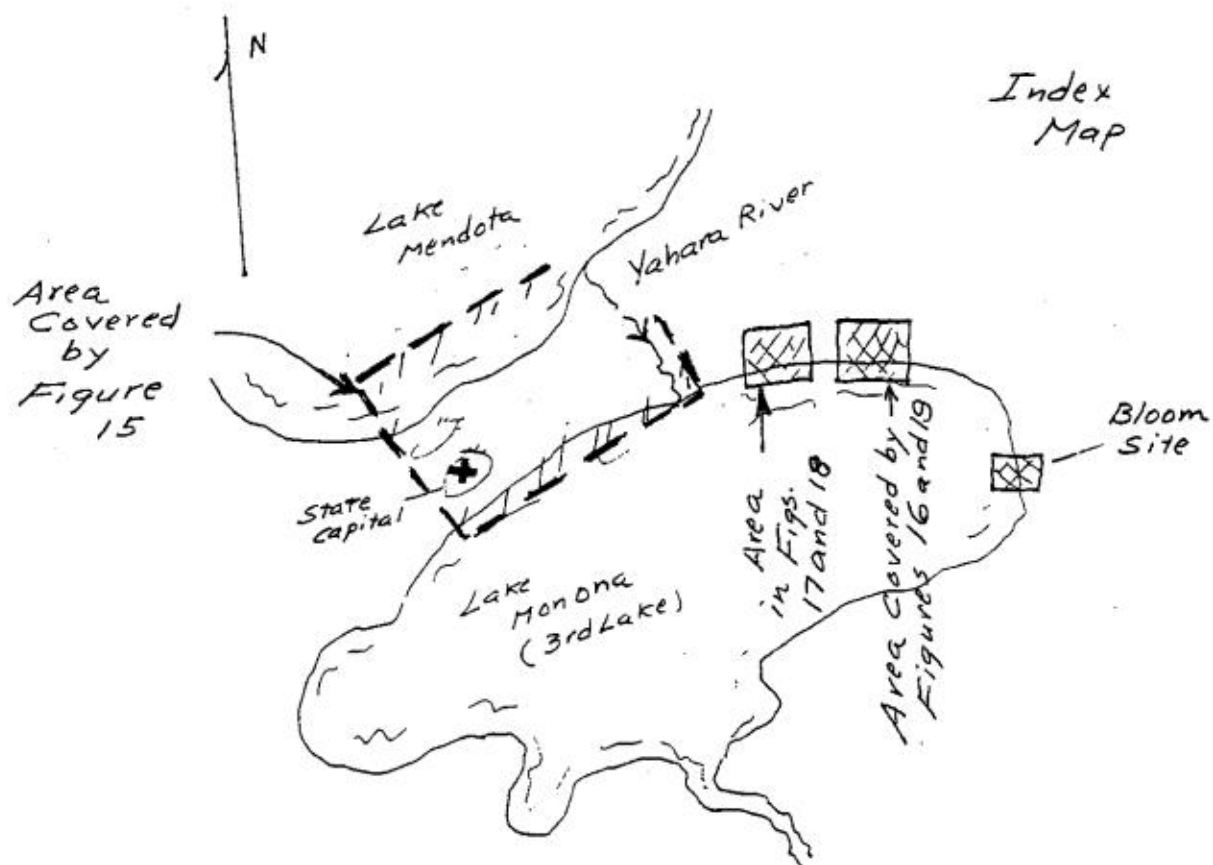 N
Index
Map
Lake
Mendota
Yahara River
Area
Covered
by
Figure
15
Bloom
Site
State
Capital
Lake
Monona
(3rd Lake)
Area
in Figs.
17 and 18
Area Covered by
Figures 16 and 19